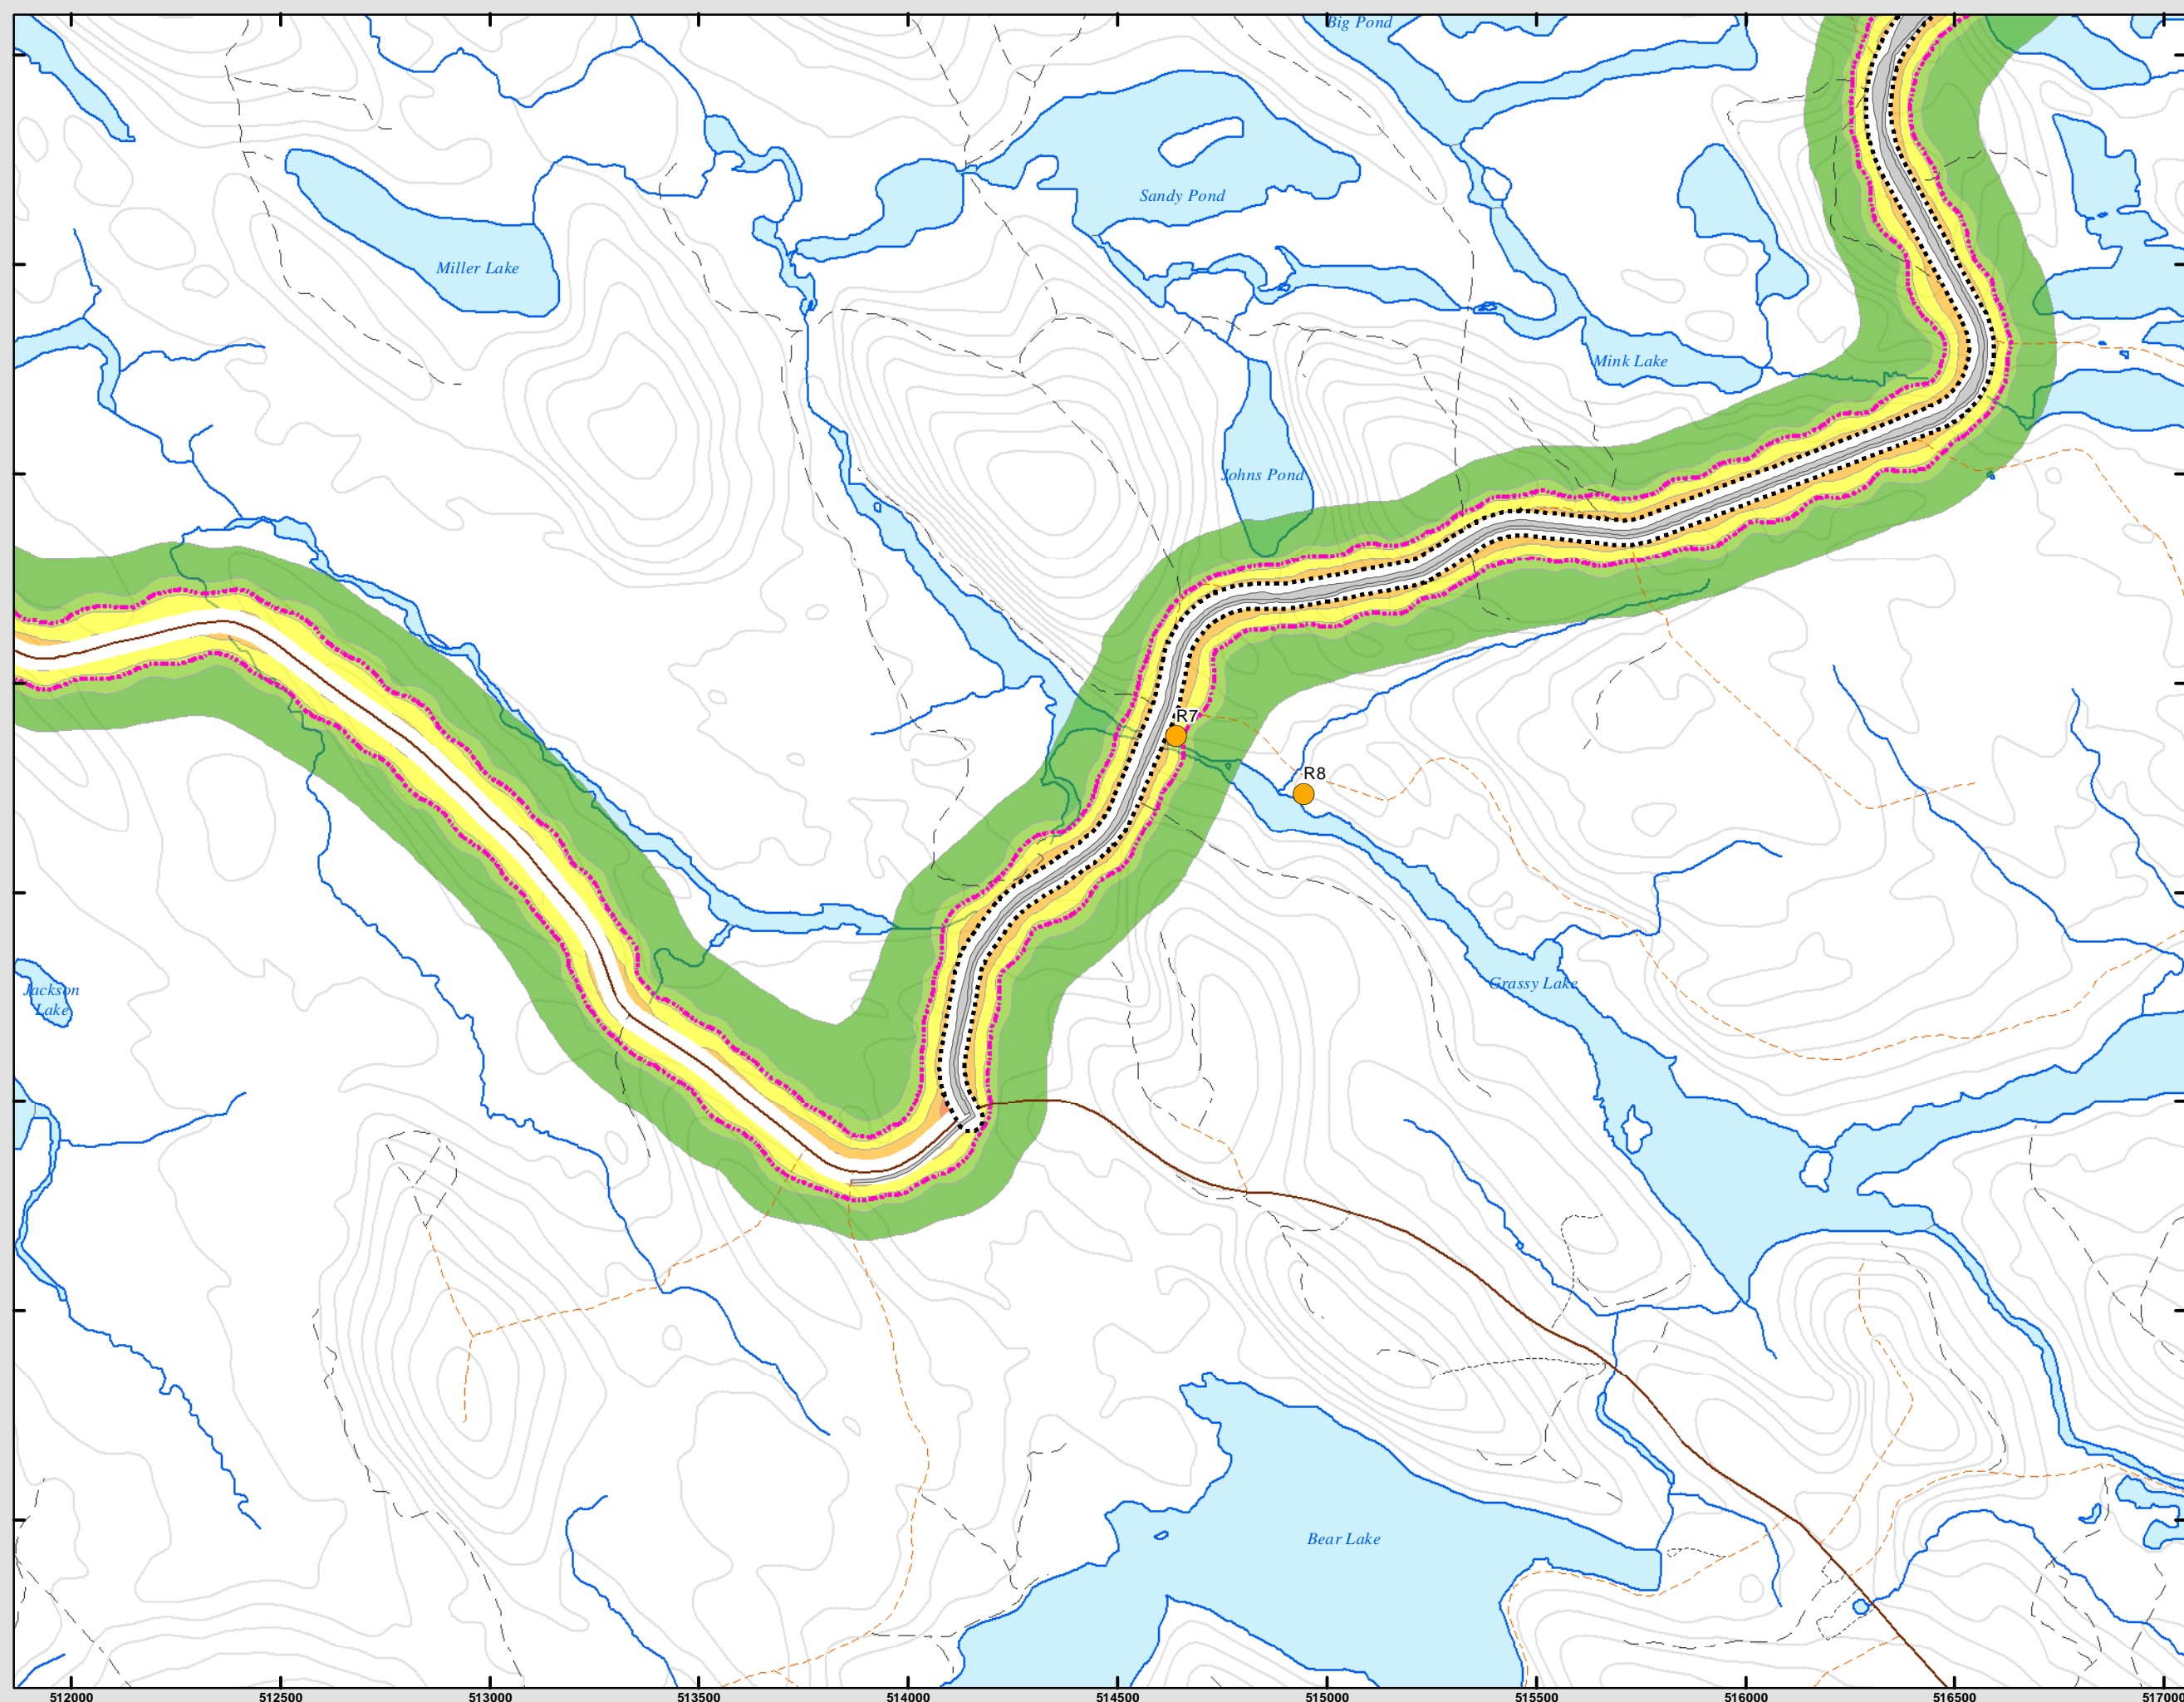 Big Pond
Sandy Pond
Miller Lake
Mink Lake
Johns Pond
R7
R8
Grassy Lake
Jackson
Lake
Bear Lake
512000 512500 513000 513500 514000 514500 515000 515500 516000 516500